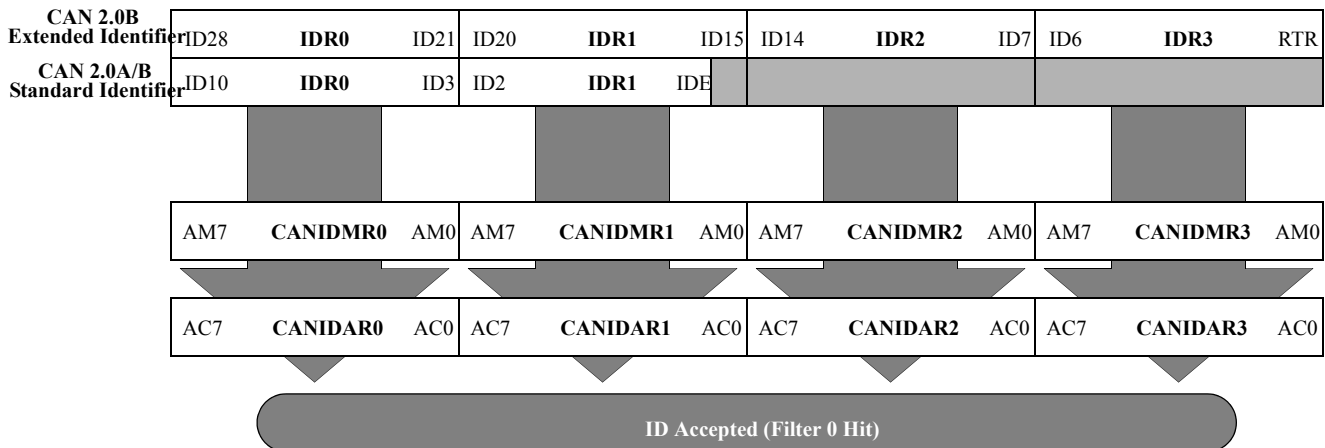 CAN 2.0B
Extended Identifier
ID28 IDR0 ID21 ID20 IDR1 ID15 ID14 IDR2 ID7 ID6 IDR3 RTR
CAN 2.0A/B
Standard Identifier
ID10 IDR0 ID3 ID2 IDR1 IDE
AM7 CANIDMR0 AM0 AM7 CANIDMR1 AM0 AM7 CANIDMR2 AM0 AM7 CANIDMR3 AM0
AC7 CANIDAR0 AC0 AC7 CANIDAR1 AC0 AC7 CANIDAR2 AC0 AC7 CANIDAR3 AC0
ID Accepted (Filter 0 Hit)